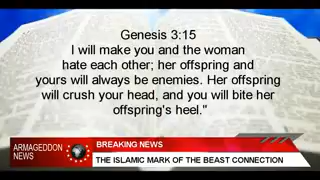 Genesis 3:15
I will make you and the woman
hate each other; her offspring and
yours will always be enemies. Her offspring
will crush your head, and you will bite her
offspring's heel."
BREAKING NEWS
ARMAGEDDON
NEWS
THE ISLAMIC MARK OF THE BEAST CONNECTION